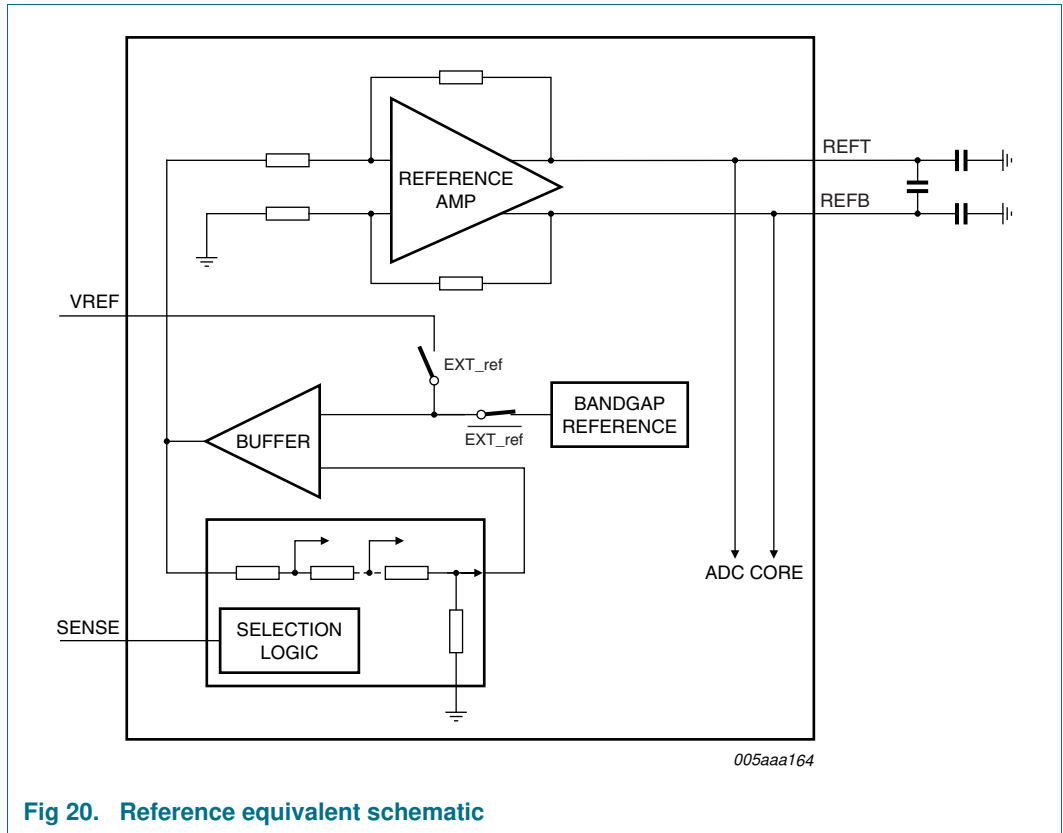 REFERENCE
AMP
REFT
REFB
VREF
EXT_ref
BANDGAP
REFERENCE
EXT_ref
BUFFER
ADC CORE
SENSE
SELECTION
LOGIC
005aaa164
Fig 20. Reference equivalent schematic